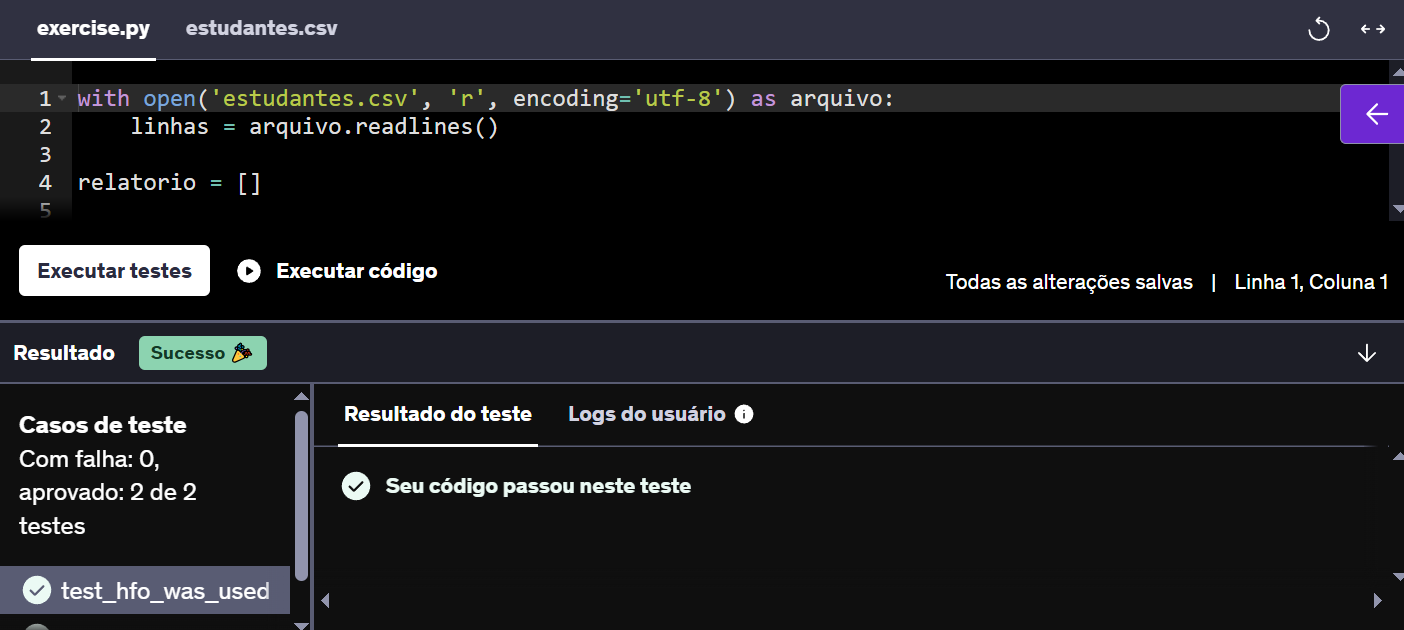 exercise.py estudantes.csv
1 with open('estudantes.csv', 'r', encoding='utf-8') as arquivo:
2 linhas = arquivo.readlines()
3
4 relatorio = []
5
Executar testes Executar código
Todas as alterações salvas | Linha 1, Coluna 1
Resultado Sucesso 🎉
Casos de teste
Com falha: 0,
aprovado: 2 de 2
testes
test_hfo_was_used
Resultado do teste Logs do usuário
Seu código passou neste teste